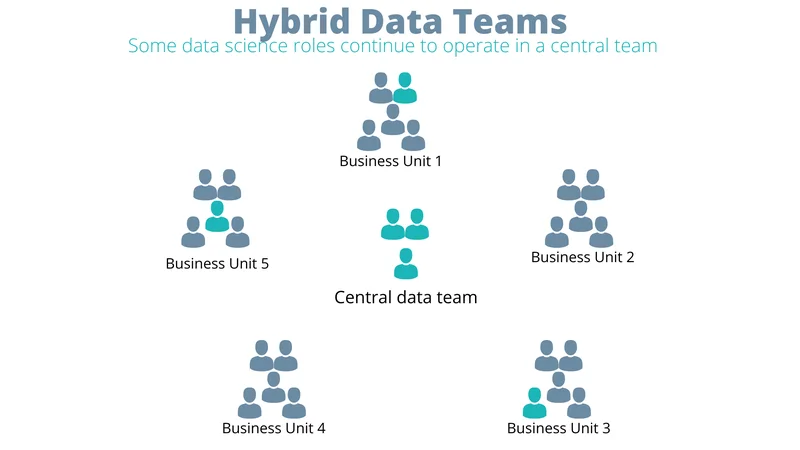 Hybrid Data Teams
Some data science roles continue to operate in a central team
Business Unit 1
Business Unit 5
Business Unit 2
Central data team
Business Unit 4
Business Unit 3